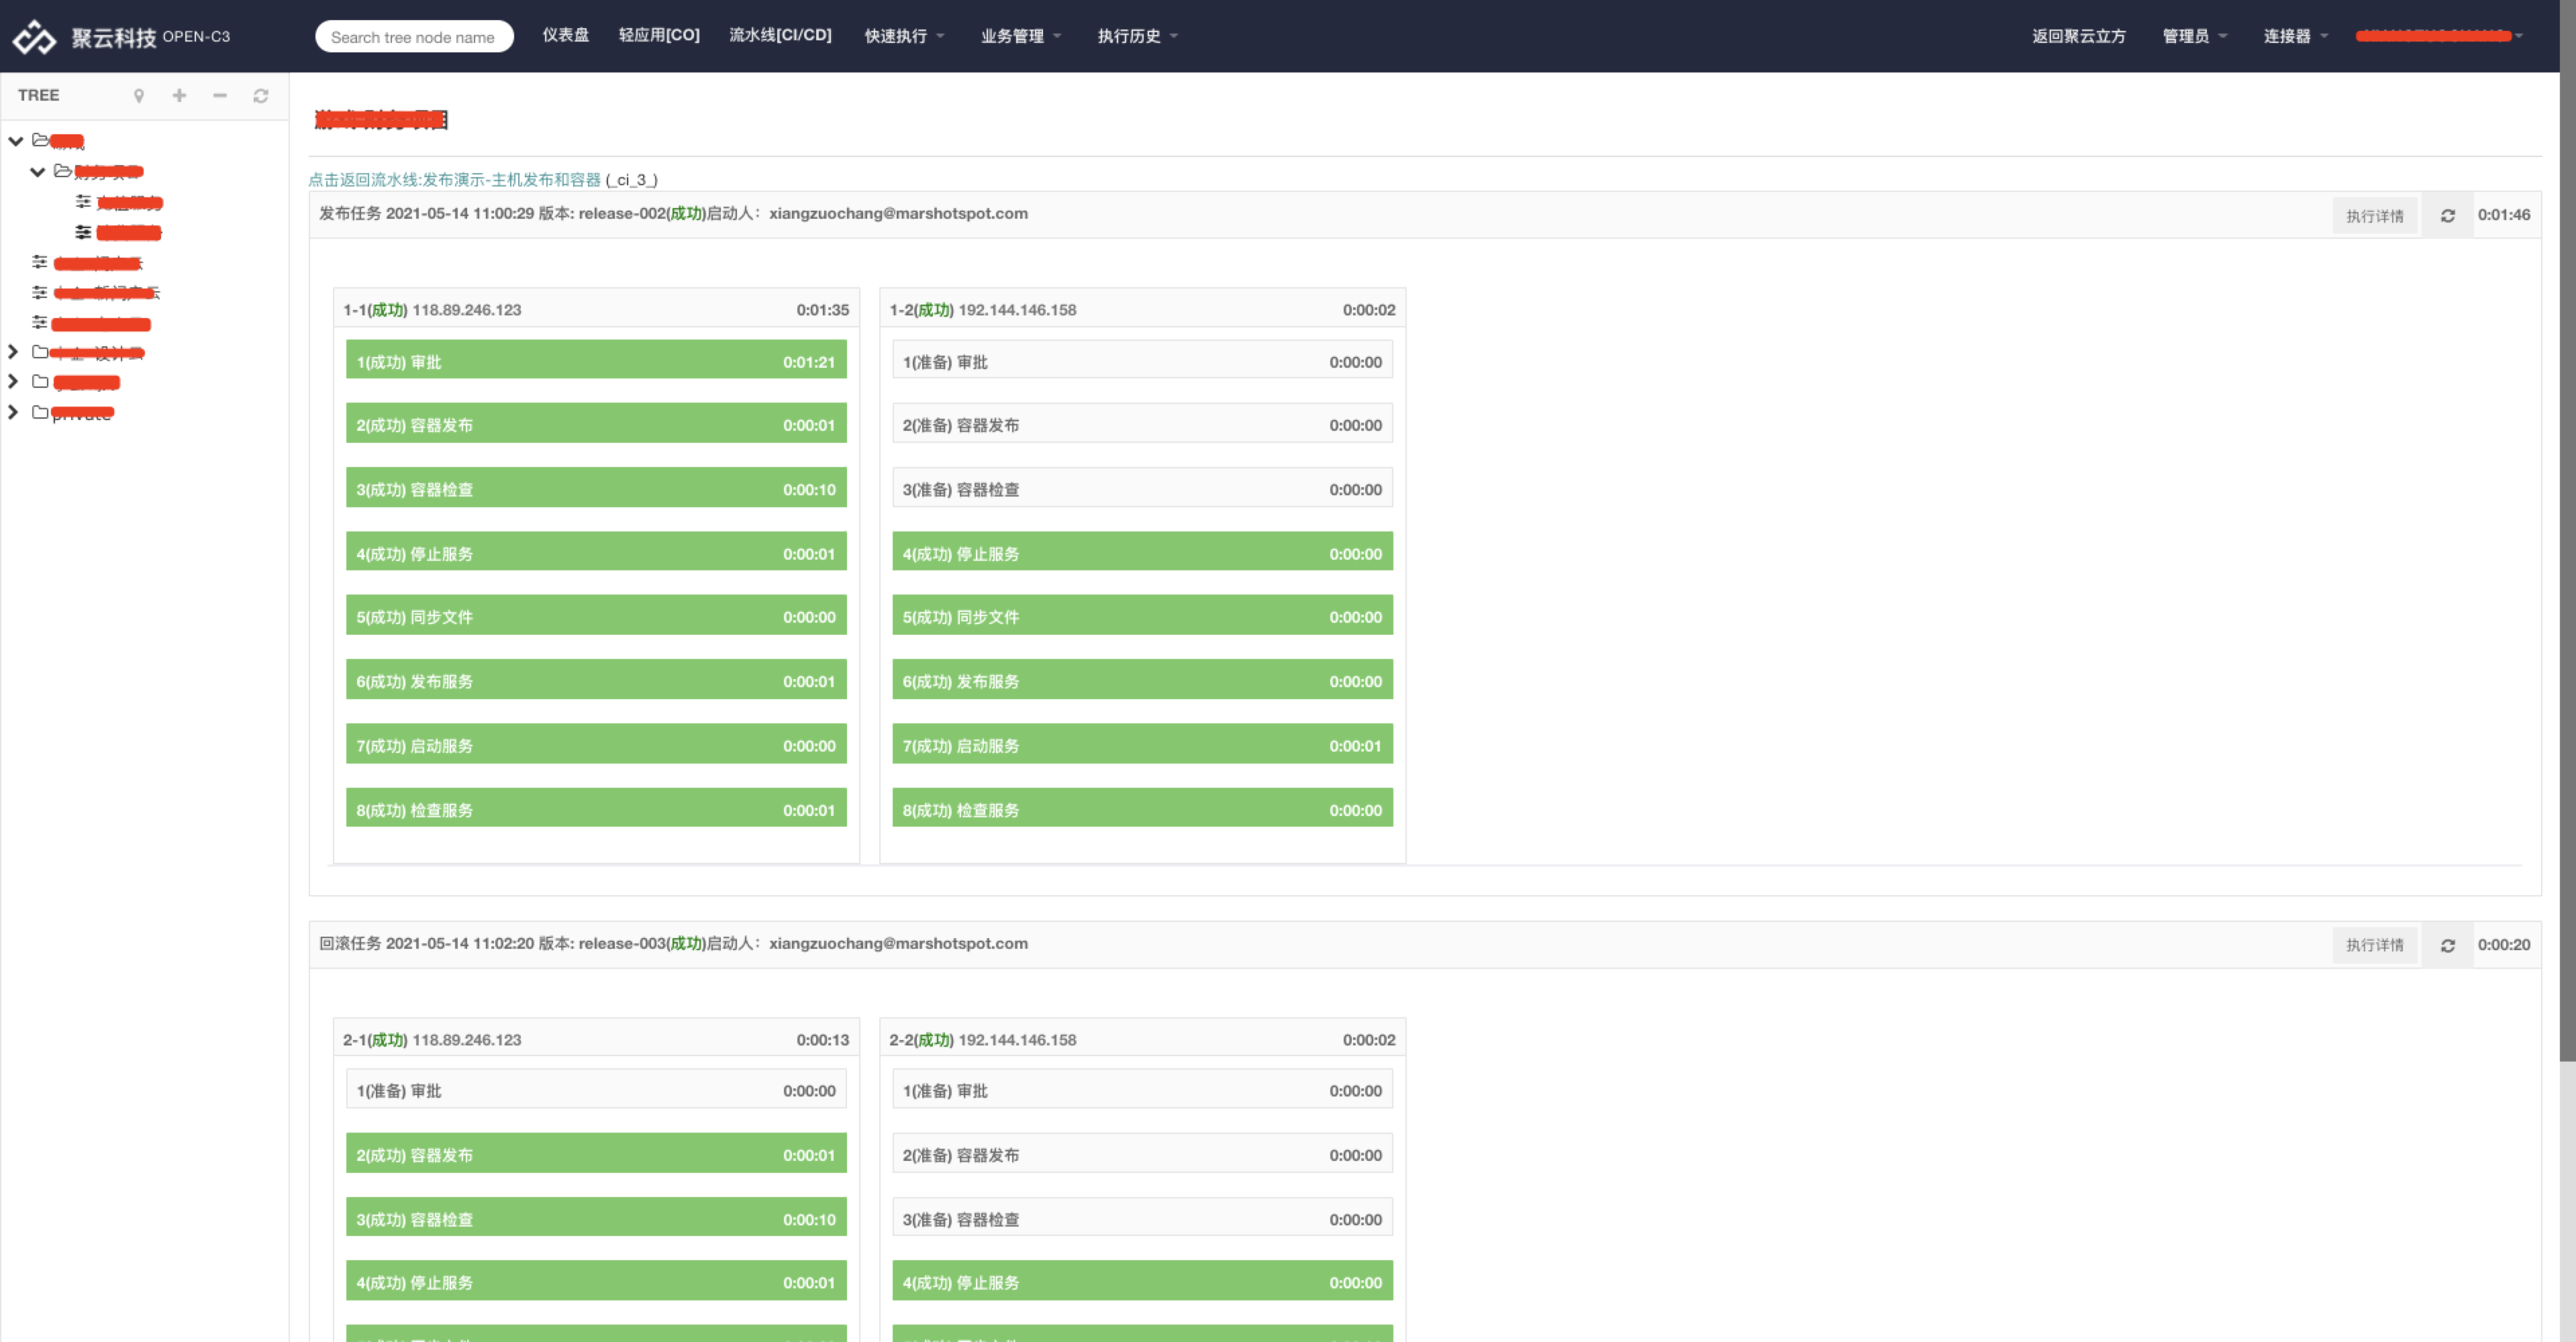 聚云科技 OPEN-C3
Search tree node name
仪表盘 轻应用[CO] 流水线[CI/CD] 快速执行 业务管理 执行历史 返回聚云立方 管理员 连接器
TREE
private
点击返回流水线:发布演示-主机发布和容器 (_ci_3_)
发布任务 2021-05-14 11:00:29 版本: release-002(成功)启动人: xiangzuochang@marshotspot.com 执行详情 0:01:46
1-1(成功) 118.89.246.123 0:01:35
1(成功) 审批 0:01:21
2(成功) 容器发布 0:00:01
3(成功) 容器检查 0:00:10
4(成功) 停止服务 0:00:01
5(成功) 同步文件 0:00:00
6(成功) 发布服务 0:00:01
7(成功) 启动服务 0:00:00
8(成功) 检查服务 0:00:01
1-2(成功) 192.144.146.158 0:00:02
1(准备) 审批 0:00:00
2(准备) 容器发布 0:00:00
3(准备) 容器检查 0:00:00
4(成功) 停止服务 0:00:00
5(成功) 同步文件 0:00:00
6(成功) 发布服务 0:00:00
7(成功) 启动服务 0:00:01
8(成功) 检查服务 0:00:00
回滚任务 2021-05-14 11:02:20 版本: release-003(成功)启动人: xiangzuochang@marshotspot.com 执行详情 0:00:20
2-1(成功) 118.89.246.123 0:00:13
1(准备) 审批 0:00:00
2(成功) 容器发布 0:00:01
3(成功) 容器检查 0:00:10
4(成功) 停止服务 0:00:01
2-2(成功) 192.144.146.158 0:00:02
1(准备) 审批 0:00:00
2(准备) 容器发布 0:00:00
3(准备) 容器检查 0:00:00
4(成功) 停止服务 0:00:00